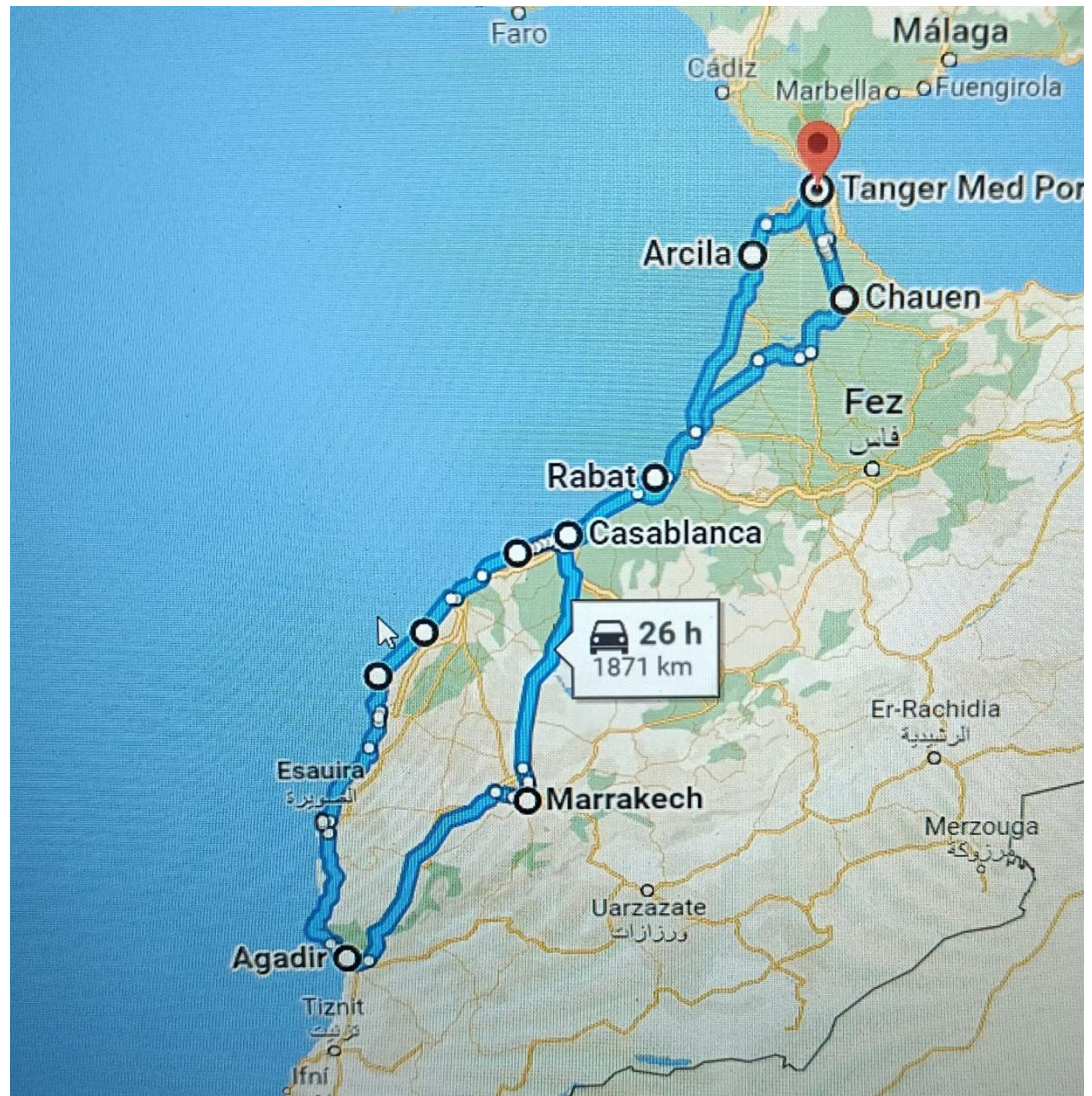 Faro
Málaga
Cádiz
Marbella
Fuengirola
Tanger Med Por
Arcila
Chauen
Fez
فاس
Rabat
Casablanca
26 h
1871 km
Er-Rachidia
الرشيدية
Esauira
الصويرة
Marrakech
Merzouga
مرزوكة
Uarzazate
ورزازات
Agadir
Tiznit
تزنيت
Ifní